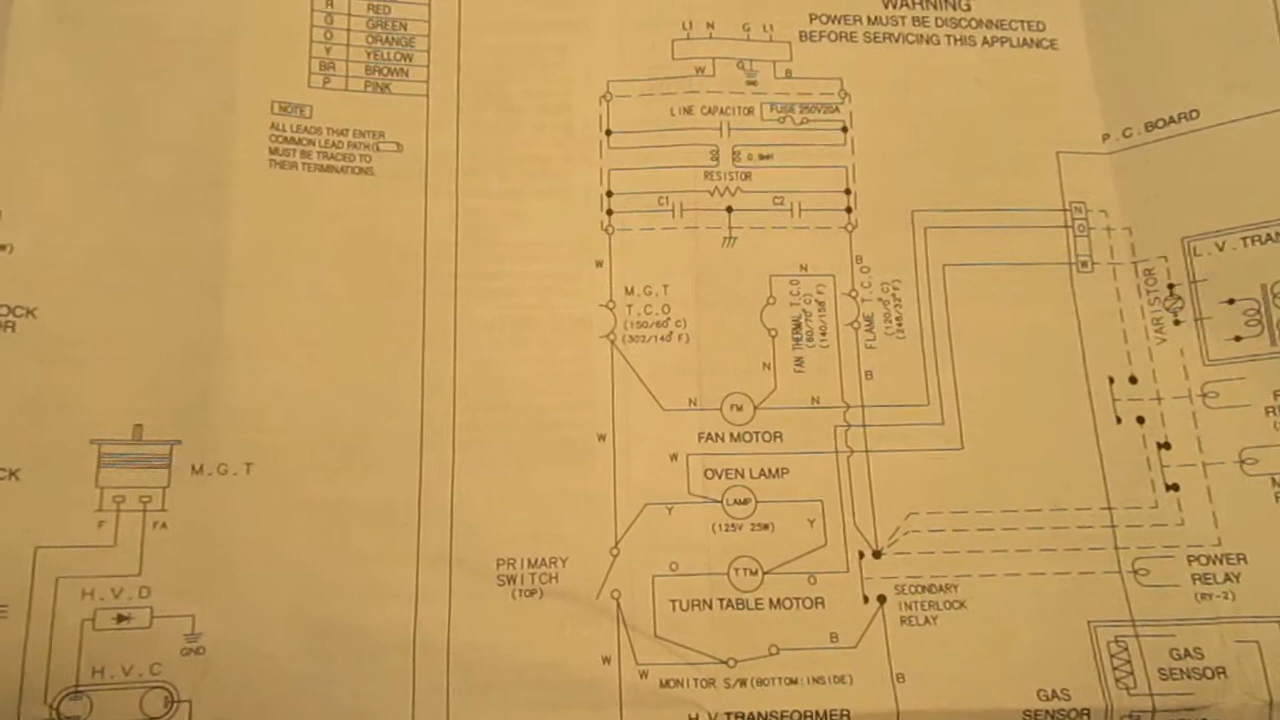 WARNING
POWER MUST BE DISCONNECTED
BEFORE SERVICING THIS APPLIANCE
R RED
G GREEN
O ORANGE
Y YELLOW
BR BROWN
P PINK
NOTE
ALL LEADS THAT ENTER
COMMON LEAD PATH( )
MUST BE TRACED TO
THEIR TERMINATIONS.
L1 N G L1
W G B
GND
LINE CAPACITOR
FUSE 250V20A
RESISTOR
C1 C2
P.C.BOARD
N
O
W
L.V.TRAN
VARISTOR
W
B
M.G.T
T.C.O
(150/60°C)
(302/140°F)
N
FAN THERMAL T.C.O
(60/70°C)
(140/158°F)
FLAME T.C.O
(120/0°C)
(248/32°F)
OCK
R
N
B
N FM N
FAN MOTOR
W
W
OVEN LAMP
LAMP
Y
(125V 25W)
Y
CK
M.G.T
F FA
H.V.D
GND
H.V.C
PRIMARY
SWITCH
(TOP)
O TTM O
TURN TABLE MOTOR
SECONDARY
INTERLOCK
RELAY
POWER
RELAY
(RY-2)
B
W
W
MONITOR S/W(BOTTOM:INSIDE)
B
H.V.TRANSFORMER
GAS
SENSOR
GAS
SENSOR